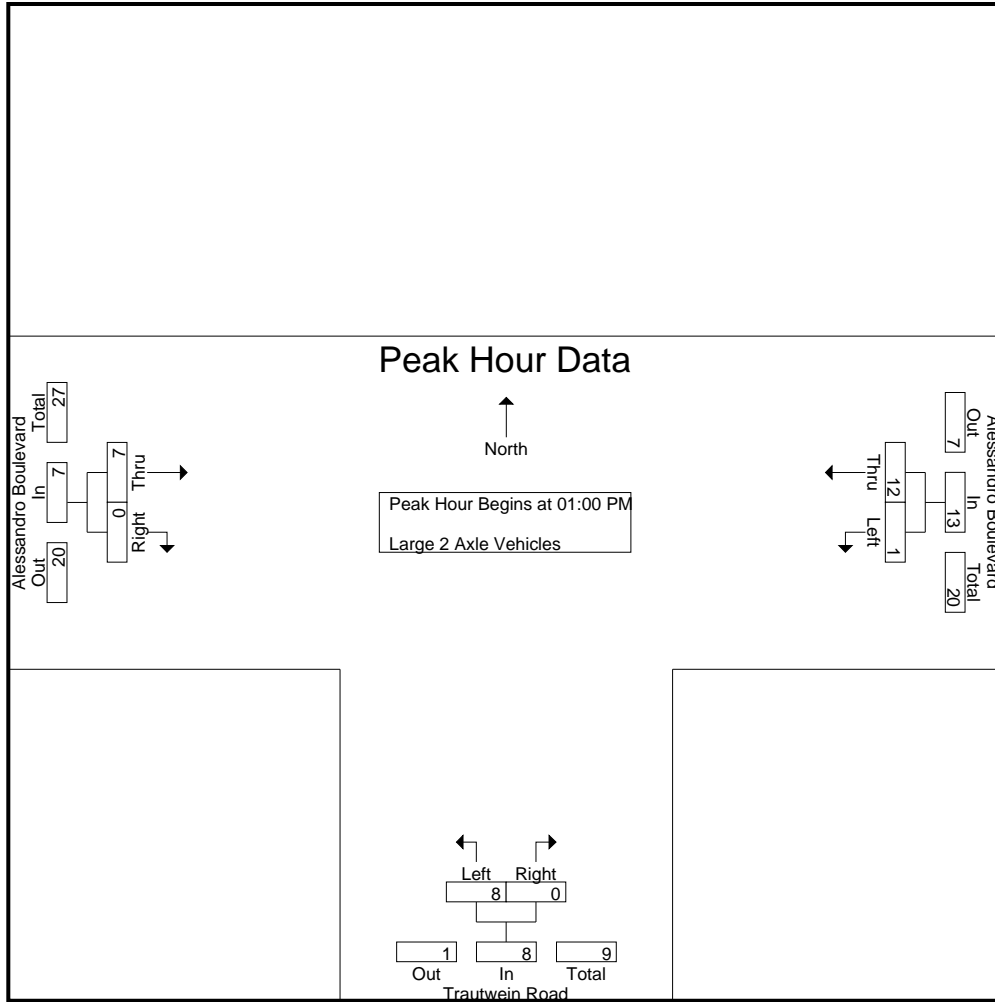 Peak Hour Data
North
Peak Hour Begins at 01:00 PM
Large 2 Axle Vehicles
Alessandro Boulevard
Total
27
In
7
Out
20
7
Thru
0
Right
Alessandro Boulevard
Out
7
In
13
Total
20
Thru
12
Left
1
Left
Right
8
0
1
8
9
Out
In
Total
Trautwein Road